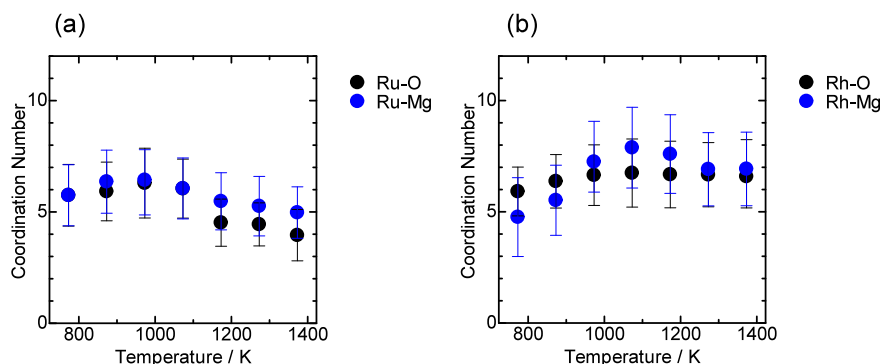 (a)
10
5
0
Coordination Number
800 1000 1200 1400
Temperature / K
Ru-O
Ru-Mg
(b)
10
5
0
Coordination Number
800 1000 1200 1400
Temperature / K
Rh-O
Rh-Mg